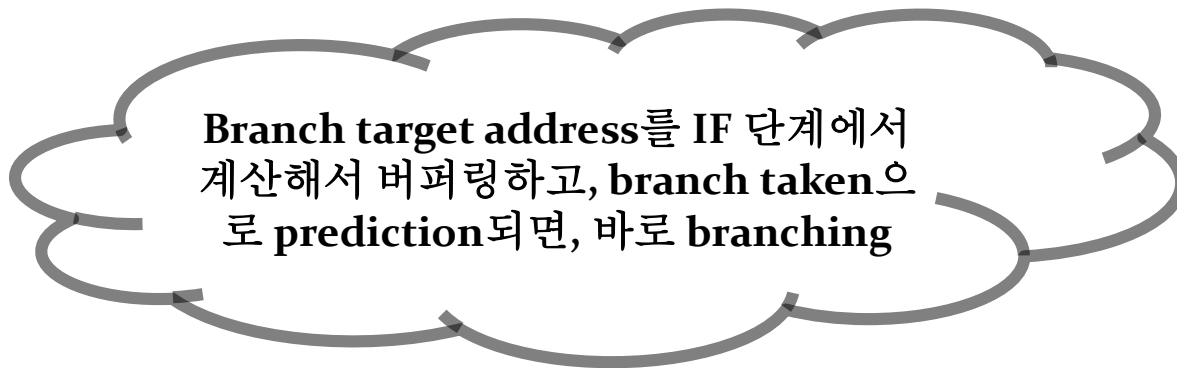 Branch target address를 IF 단계에서
계산해서 버퍼링하고, branch taken으
로 prediction되면, 바로 branching